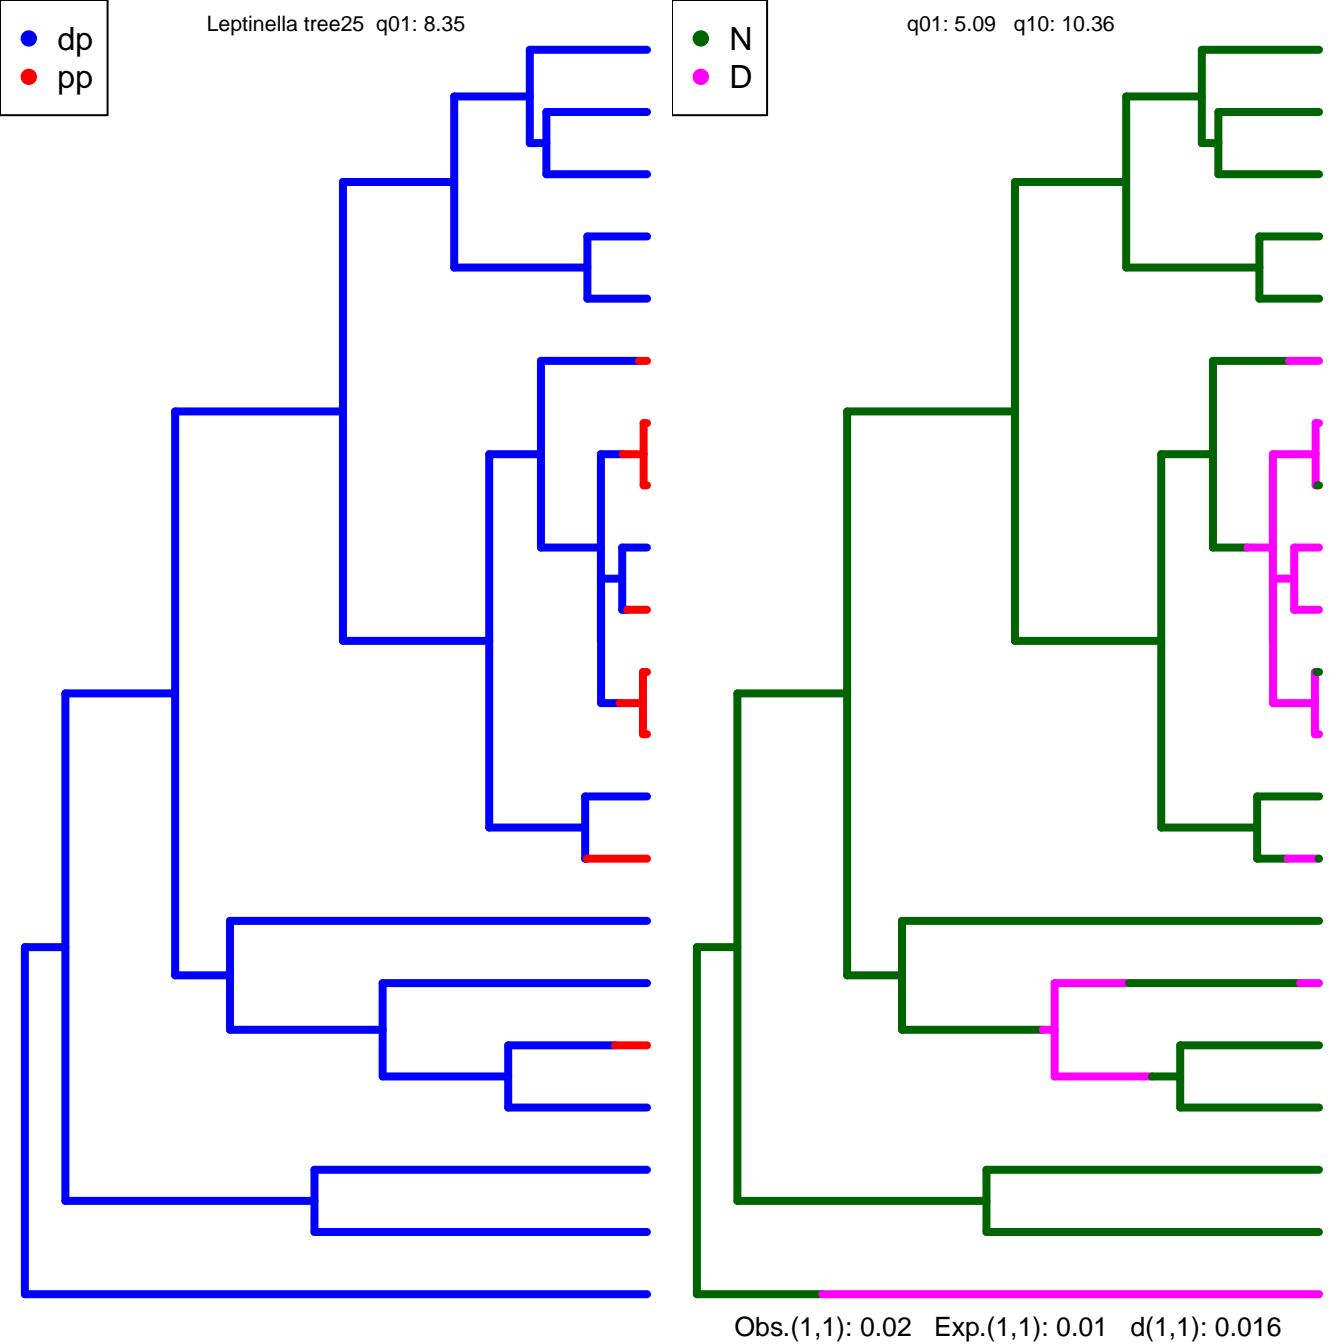 Leptinella tree25  q01: 8.35
dp
pp
q01: 5.09   q10: 10.36
N
D
Obs.(1,1): 0.02   Exp.(1,1): 0.01   d(1,1): 0.016